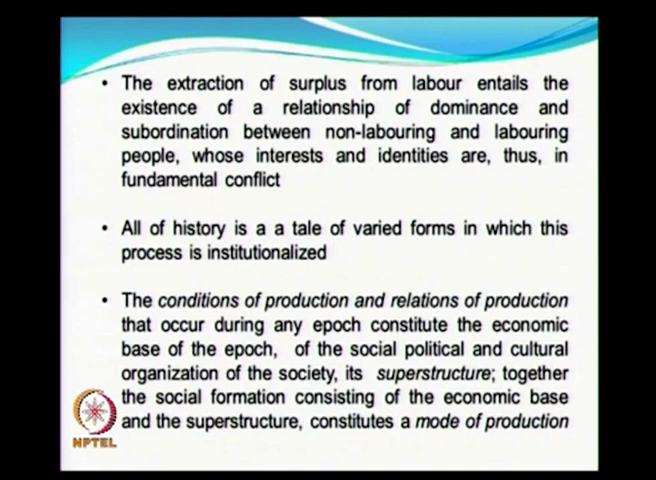 • The extraction of surplus from labour entails the
existence of a relationship of dominance and
subordination between non-labouring and labouring
people, whose interests and identities are, thus, in
fundamental conflict
• All of history is a a tale of varied forms in which this
process is institutionalized
• The conditions of production and relations of production
that occur during any epoch constitute the economic
base of the epoch, of the social political and cultural
organization of the society, its superstructure; together
the social formation consisting of the economic base
and the superstructure, constitutes a mode of production
NPTEL